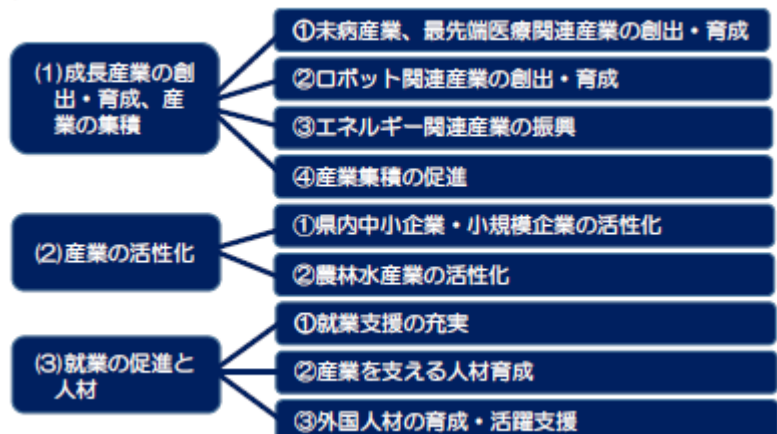 (1)成長産業の創
出・育成、産
業の集積
①未病産業、最先端医療関連産業の創出・育成
②ロボット関連産業の創出・育成
③エネルギー関連産業の振興
④産業集積の促進
(2)産業の活性化
①県内中小企業・小規模企業の活性化
②農林水産業の活性化
(3)就業の促進と
人材
①就業支援の充実
②産業を支える人材育成
③外国人材の育成・活躍支援